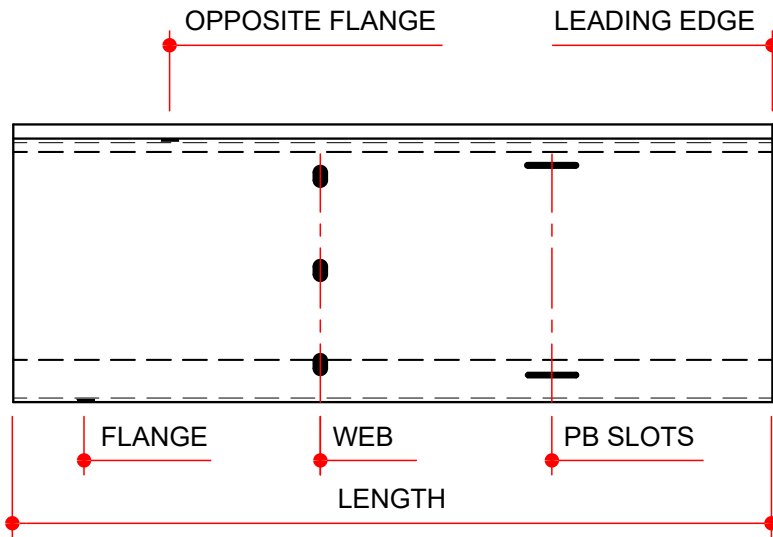 OPPOSITE FLANGE
LEADING EDGE
FLANGE
WEB
PB SLOTS
LENGTH